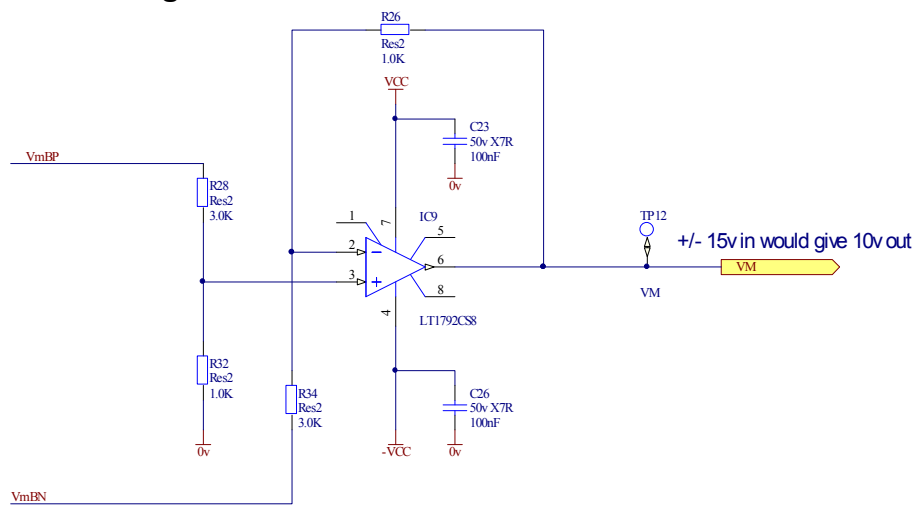 R26
Res2
1.0K
VCC
C23
50v X7R
100nF
0v
VmBP
R28
Res2
3.0K
1
7
IC9
5
TP12
+/- 15v in would give 10v out
2
6
VM
3
8
VM
4
LT1792CS8
R32
Res2
1.0K
R34
Res2
3.0K
C26
50v X7R
100nF
0v
-VCC
0v
VmBN